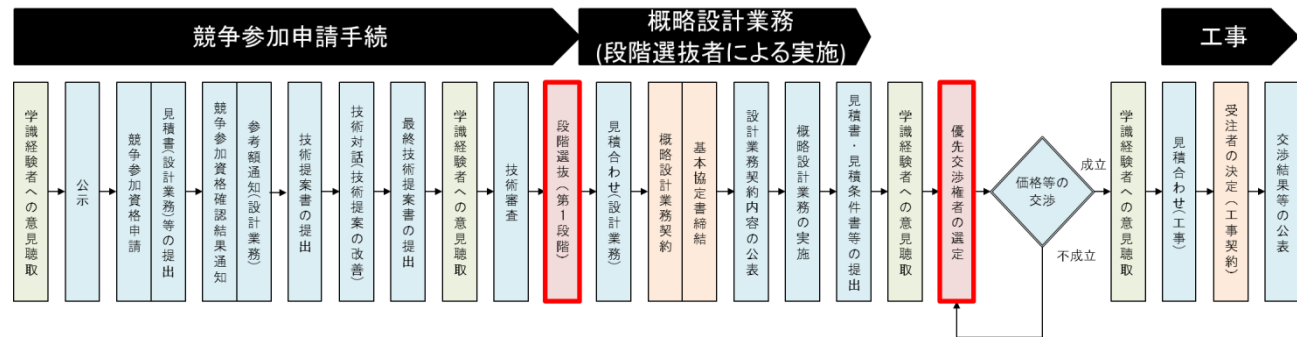 競争参加申請手続
概略設計業務
(段階選抜者による実施)
工事
学識経験者への意見聴取
公示
競争参加資格申請
見積書(設計業務)等の提出
競争参加資格確認結果通知
参考額通知(設計業務)
技術提案書の提出
技術対話(技術提案の改善)
最終技術提案書の提出
学識経験者への意見聴取
技術審査
段階選抜(第1段階)
見積合わせ(設計業務)
概略設計業務契約
基本協定書締結
設計業務契約内容の公表
概略設計業務の実施
見積書・見積条件書等の提出
学識経験者への意見聴取
優先交渉権者の選定
価格等の
交渉
成立
不成立
学識経験者への意見聴取
見積合わせ(工事)
受注者の決定(工事契約)
交渉結果等の公表